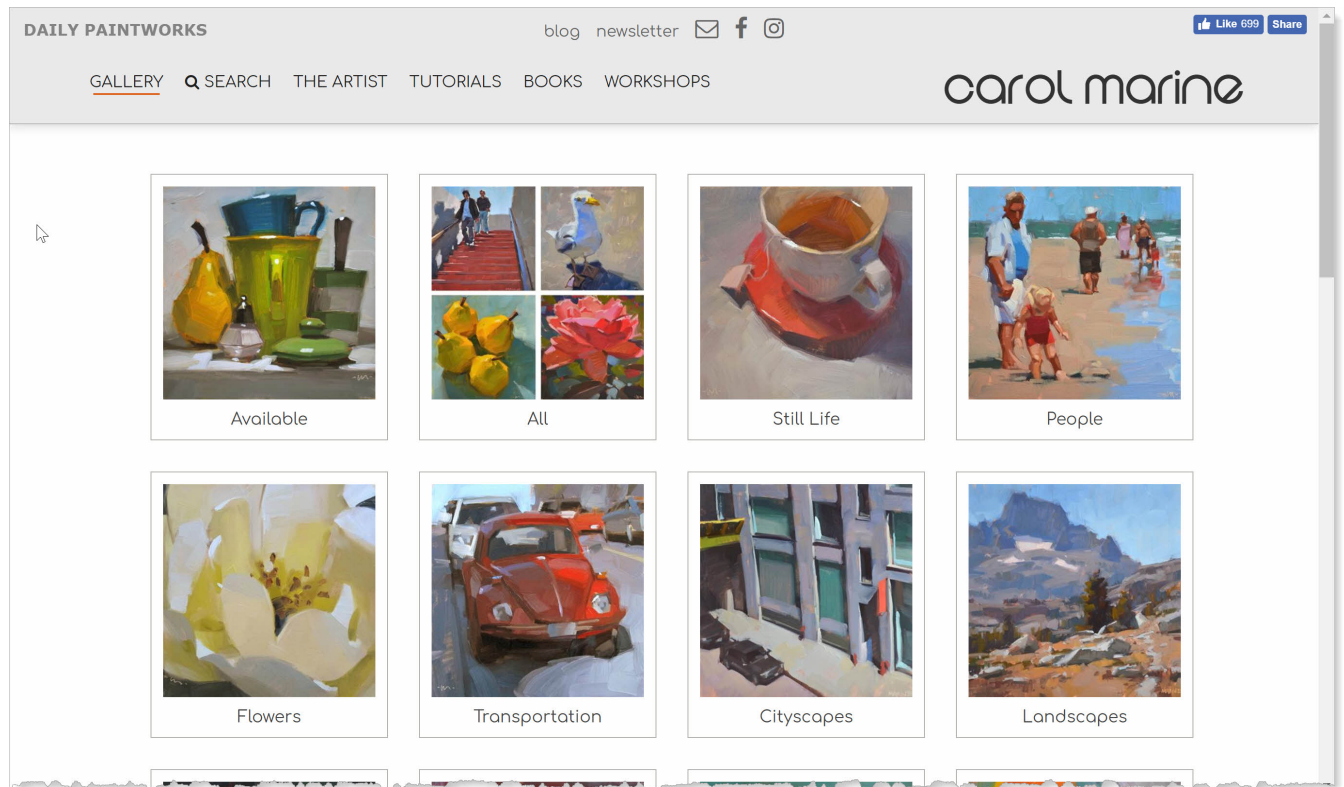 DAILY PAINTWORKS
blog newsletter
Like 699 Share
GALLERY SEARCH THE ARTIST TUTORIALS BOOKS WORKSHOPS
carol marine
Available All Still Life People
Flowers Transportation Cityscapes Landscapes